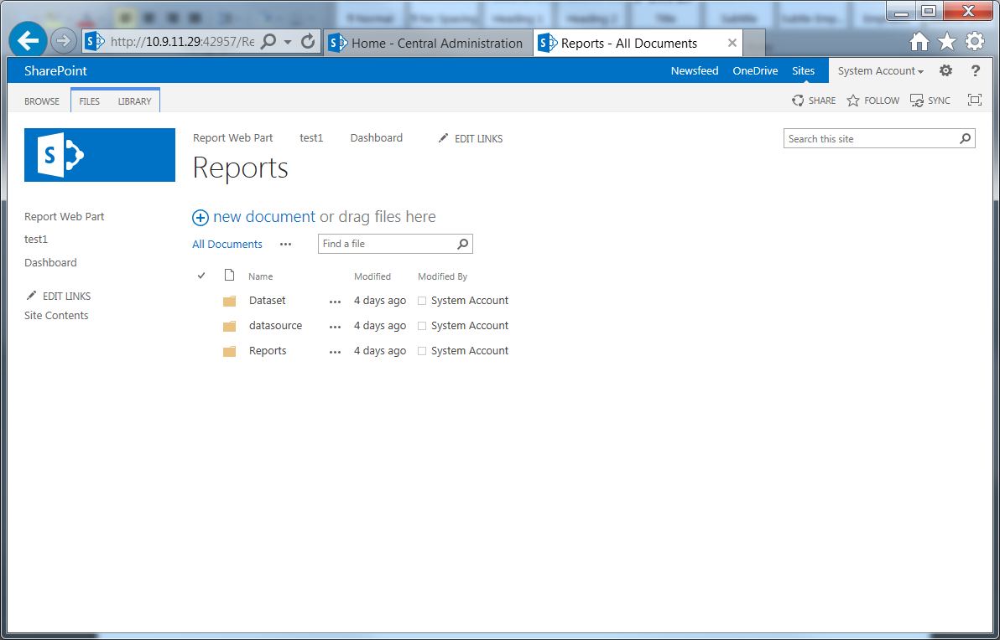 http://10.9.11.29:42957/Re
Home - Central Administration
Reports - All Documents
SharePoint
Newsfeed OneDrive Sites System Account ?
BROWSE FILES LIBRARY
SHARE FOLLOW SYNC
S
Report Web Part test1 Dashboard EDIT LINKS
Search this site
Reports
new document or drag files here
All Documents ...
Find a file
Report Web Part
test1
Dashboard
EDIT LINKS
Site Contents
Name Modified Modified By
Dataset ... 4 days ago System Account
datasource ... 4 days ago System Account
Reports ... 4 days ago System Account